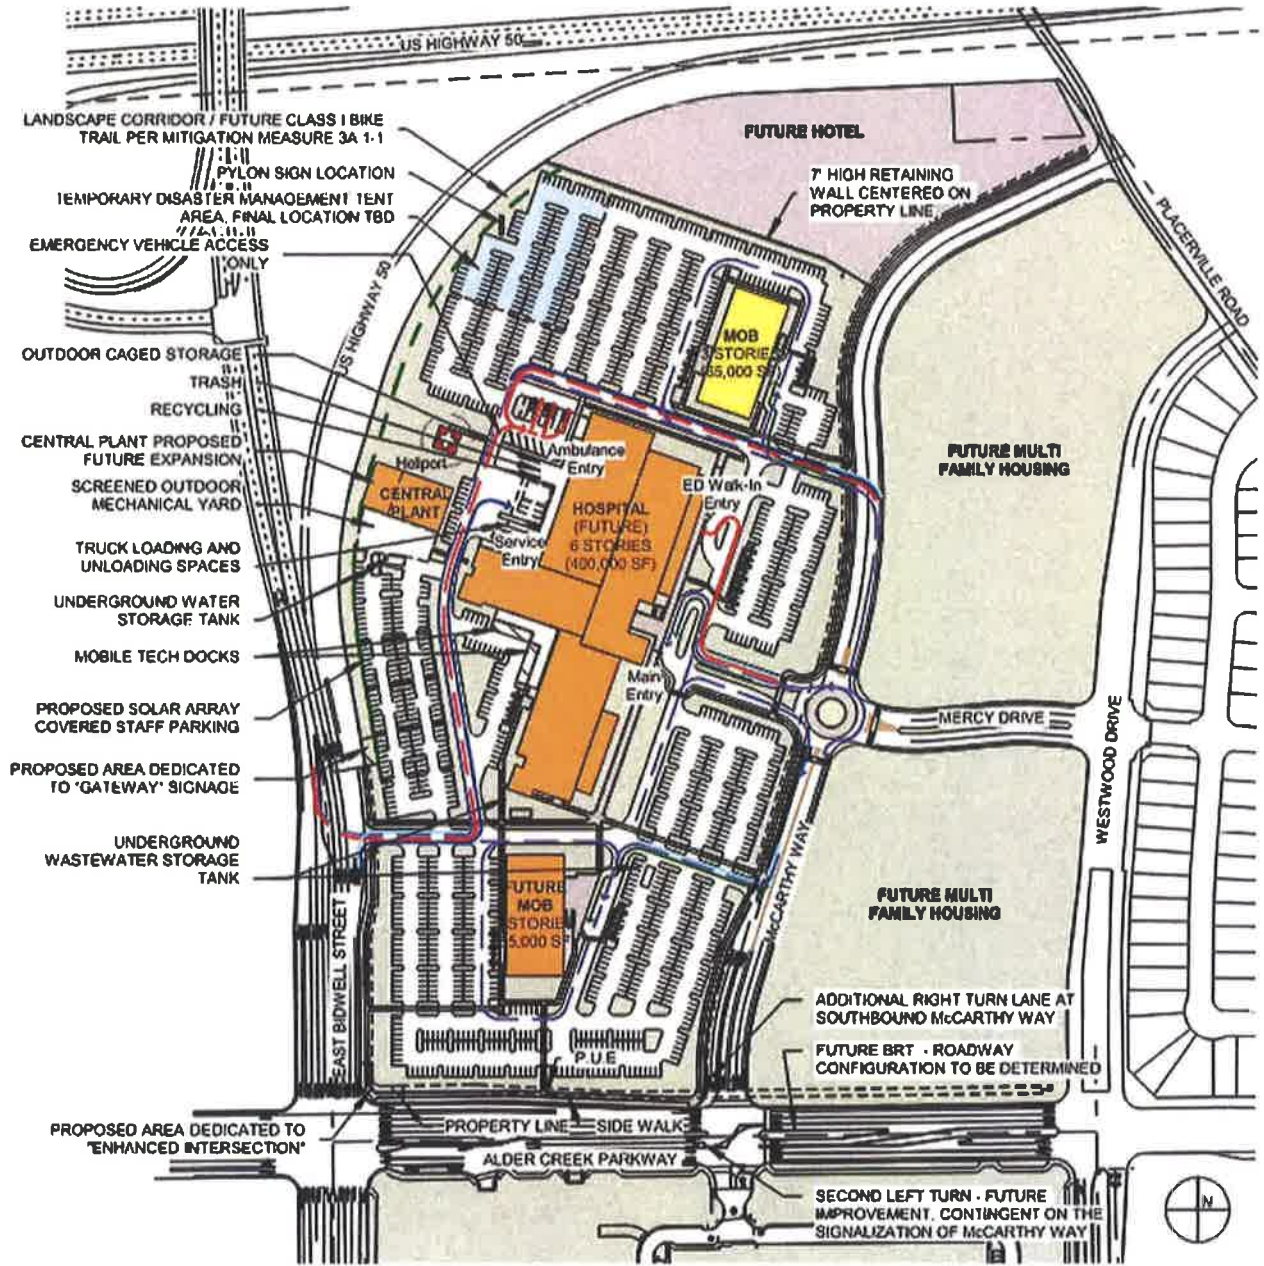 US HIGHWAY 50
LANDSCAPE CORRIDOR / FUTURE CLASS I BIKE
TRAIL PER MITIGATION MEASURE 3A 1-1
PYLON SIGN LOCATION
TEMPORARY DISASTER MANAGEMENT TENT
AREA, FINAL LOCATION TBD
EMERGENCY VEHICLE ACCESS
ONLY
US HIGHWAY 50
OUTDOOR CAGED STORAGE
TRASH
RECYCLING
CENTRAL PLANT PROPOSED
FUTURE EXPANSION
SCREENED OUTDOOR
MECHANICAL YARD
TRUCK LOADING AND
UNLOADING SPACES
UNDERGROUND WATER
STORAGE TANK
MOBILE TECH DOCKS
PROPOSED SOLAR ARRAY
COVERED STAFF PARKING
PROPOSED AREA DEDICATED
TO "GATEWAY" SIGNAGE
UNDERGROUND
WASTEWATER STORAGE
TANK
EAST BIDWELL STREET
PROPOSED AREA DEDICATED TO
"ENHANCED INTERSECTION"
FUTURE HOTEL
7' HIGH RETAINING
WALL CENTERED ON
PROPERTY LINE
PLACERVILLE ROAD
MOB
STORIES
65,000 SF
Heliport
CENTRAL
PLANT
Ambulance
Entry
ED Walk-In
Entry
Service
Entry
HOSPITAL
(FUTURE)
6 STORIES
(400,000 SF)
Main
Entry
FUTURE MULTI
FAMILY HOUSING
MERCY DRIVE
WESTWOOD DRIVE
McCARTHY WAY
FUTURE MULTI
FAMILY HOUSING
FUTURE
MOB
STORIE
5,000 SF
P.U.E
ADDITIONAL RIGHT TURN LANE AT
SOUTHBOUND McCARTHY WAY
FUTURE BRT - ROADWAY
CONFIGURATION TO BE DETERMINED
PROPERTY LINE
SIDE WALK
ALDER CREEK PARKWAY
SECOND LEFT TURN - FUTURE
IMPROVEMENT, CONTINGENT ON THE
SIGNALIZATION OF McCARTHY WAY
N